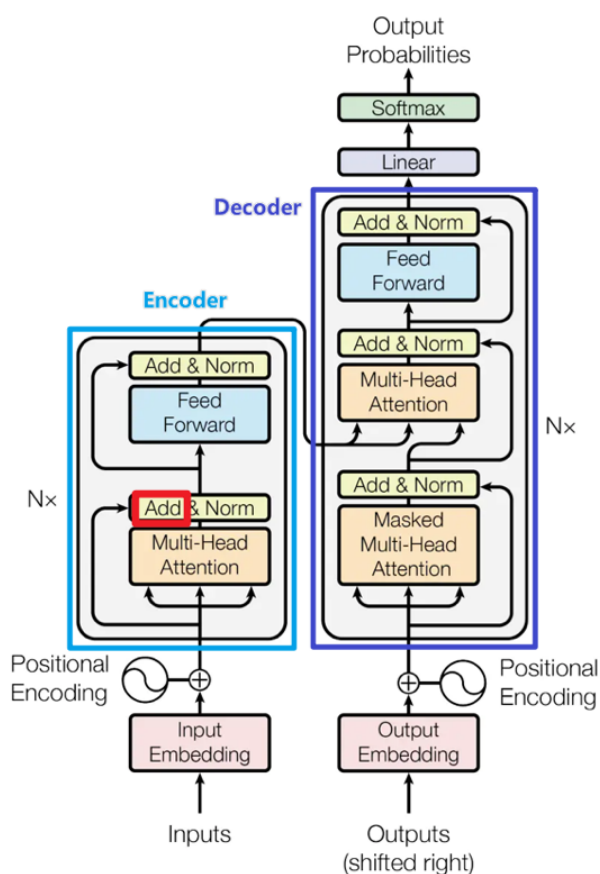 Output
Probabilities
Softmax
Linear
Decoder
Add & Norm
Feed
Forward
Encoder
Add & Norm
Add & Norm
Multi-Head
Attention
Feed
Forward
Nx
Nx
Add & Norm
Add & Norm
Multi-Head
Attention
Masked
Multi-Head
Attention
Positional
Encoding
Positional
Encoding
Input
Embedding
Output
Embedding
Inputs
Outputs
(shifted right)